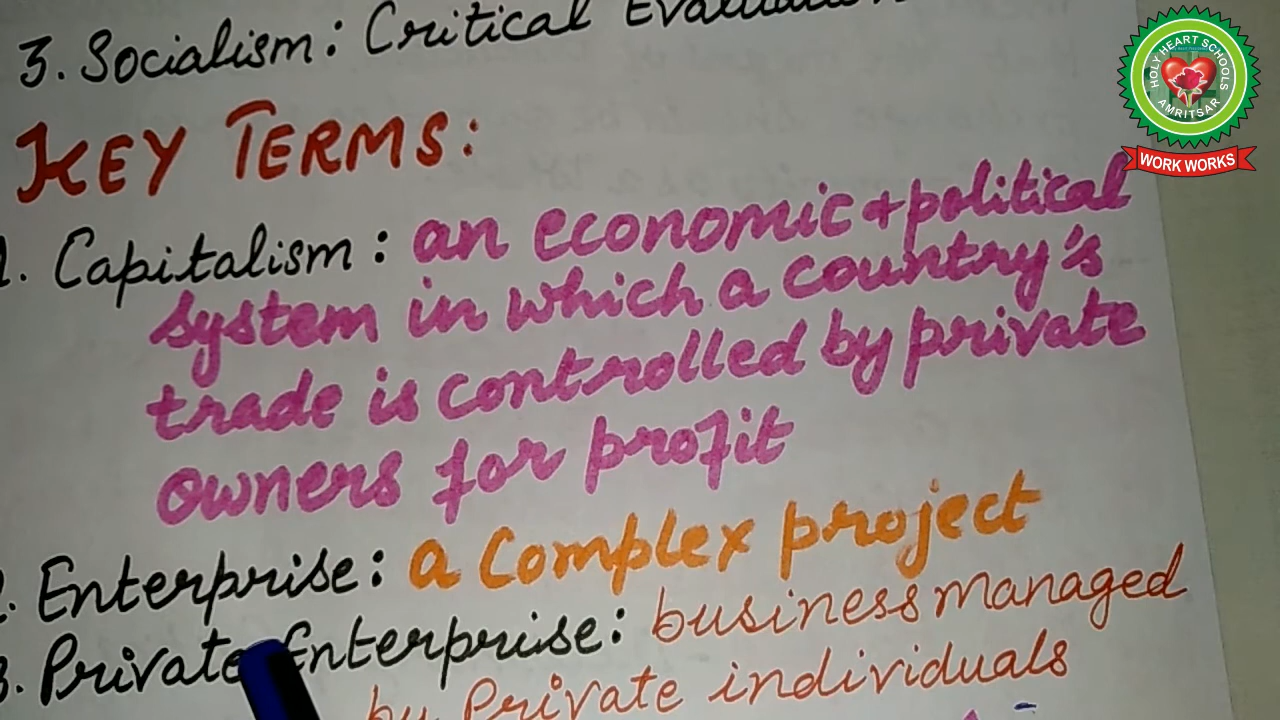 3. Socialism: Critical Evaluation
KEY TERMS:
1. Capitalism: an economic + political
system in which a country's
trade is controlled by private
owners for profit
2. Enterprise: a Complex project
3. Private Enterprise: business managed
by Private individuals
HOLY HEART SCHOOLS
AMRITSAR
WORK WORKS